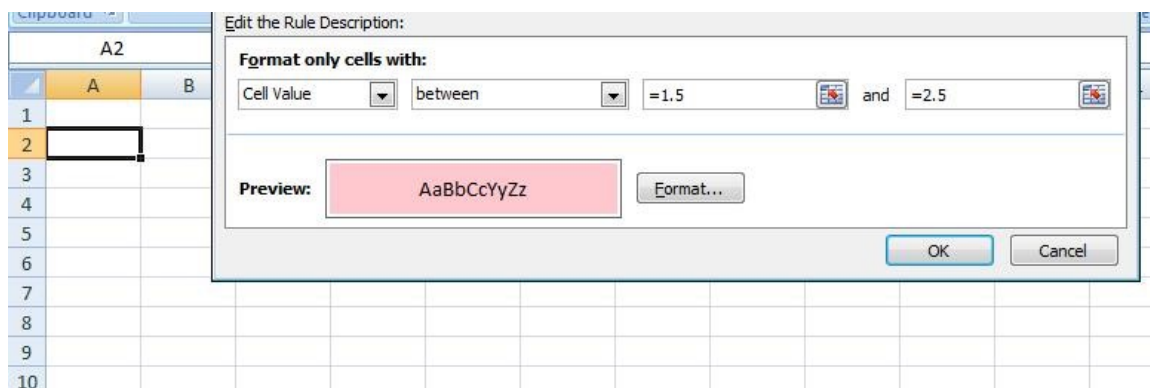 Clipboard
Edit the Rule Description:
A2
Format only cells with:
A B
Cell Value between =1.5 and =2.5
1
2
3
Preview: AaBbCcYyZz Format...
4
5
OK Cancel
6
7
8
9
10